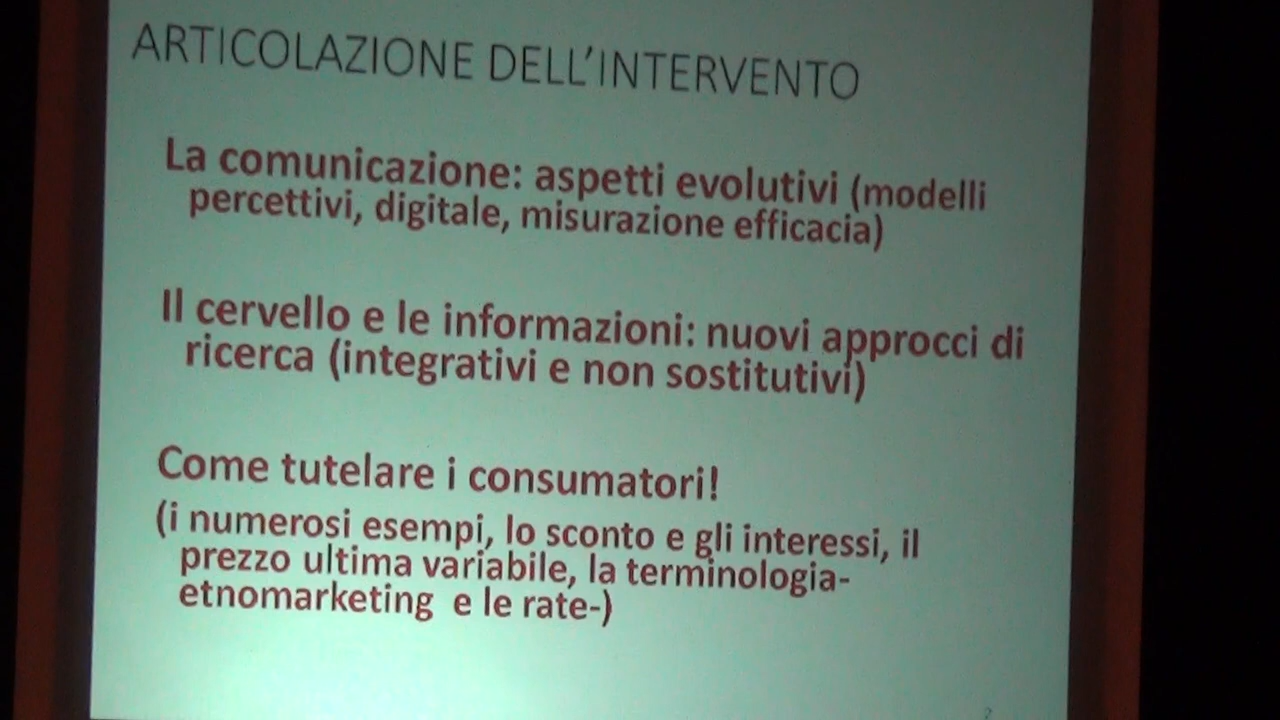 ARTICOLAZIONE DELL'INTERVENTO
La comunicazione: aspetti evolutivi (modelli
percettivi, digitale, misurazione efficacia)
Il cervello e le informazioni: nuovi approcci di
ricerca (integrativi e non sostitutivi)
Come tutelare i consumatori!
(i numerosi esempi, lo sconto e gli interessi, il
prezzo ultima variabile, la terminologia-
etnomarketing e le rate-)
2